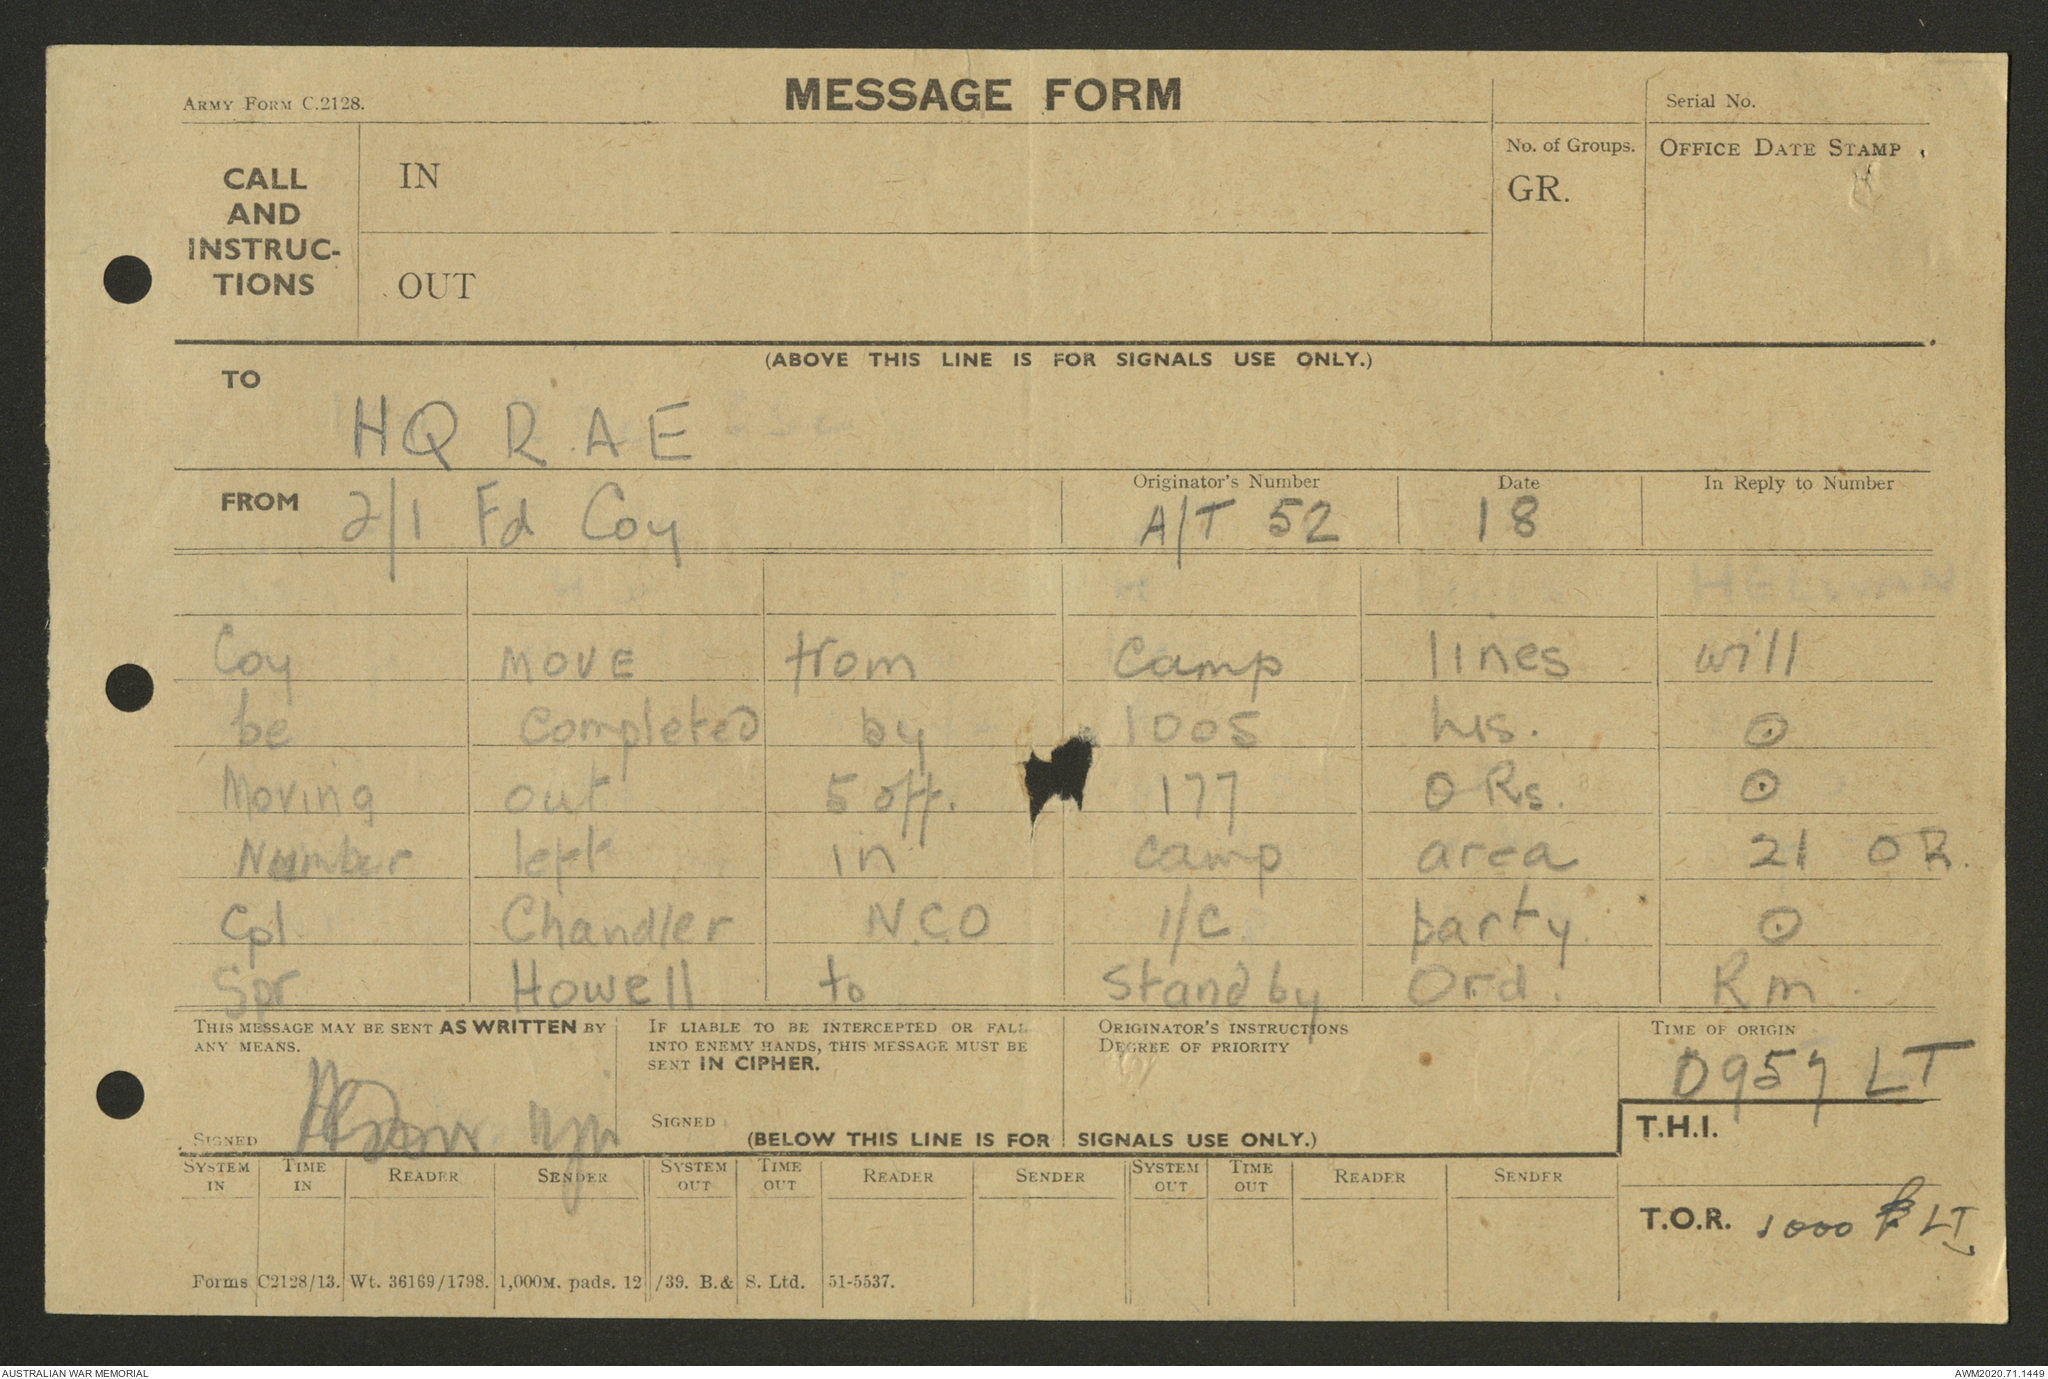 Army Form C.2128.
MESSAGE FORM
Serial No.
CALL AND INSTRUC-TIONS
IN
OUT
No. of Groups.
GR.
OFFICE DATE STAMP
(ABOVE THIS LINE IS FOR SIGNALS USE ONLY.)
TO
HQ R.A E
FROM 2/1 Fd Coy
Originator's Number
A/T 52
Date
18
In Reply to Number
Coy MOVE from camp lines will
be completed by 1005 hrs. ⊙
Moving out 5 off. 177 ORs. ⊙
Number left in camp area 21 OR.
Cpl Chandler N.C.O I/C party. ⊙
Spr Howell to Standby Ord. Rm.
THIS MESSAGE MAY BE SENT AS WRITTEN BY
ANY MEANS.
SIGNED
IF LIABLE TO BE INTERCEPTED OR FALL
INTO ENEMY HANDS, THIS MESSAGE MUST BE
SENT IN CIPHER.
SIGNED
ORIGINATOR'S INSTRUCTIONS
DEGREE OF PRIORITY
TIME OF ORIGIN
0957 LT
(BELOW THIS LINE IS FOR SIGNALS USE ONLY.)
T.H.I.
SYSTEM IN TIME IN READER SENDER SYSTEM OUT TIME OUT READER SENDER SYSTEM OUT TIME OUT READER SENDER
T.O.R. 1000 LT
Forms C2128/13. Wt. 36169/1798. 1,000M. pads. 12/39. B.& S. Ltd. 51-5537.
AUSTRALIAN WAR MEMORIAL
AWM2020.71.1449